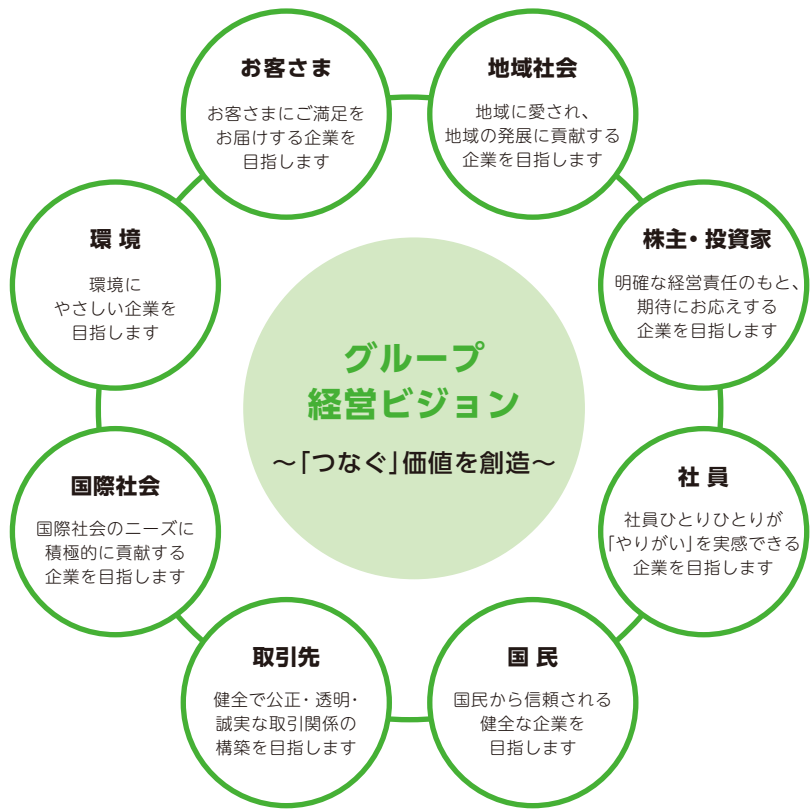 お客さま
お客さまにご満足を
お届けする企業を
目指します
地域社会
地域に愛され、
地域の発展に貢献する
企業を目指します
環 境
環境に
やさしい企業を
目指します
株主・投資家
明確な経営責任のもと、
期待にお応えする
企業を目指します
グループ
経営ビジョン
～「つなぐ」価値を創造～
国際社会
国際社会のニーズに
積極的に貢献する
企業を目指します
社 員
社員ひとりひとりが
「やりがい」を実感できる
企業を目指します
取引先
健全で公正・透明・
誠実な取引関係の
構築を目指します
国 民
国民から信頼される
健全な企業を
目指します